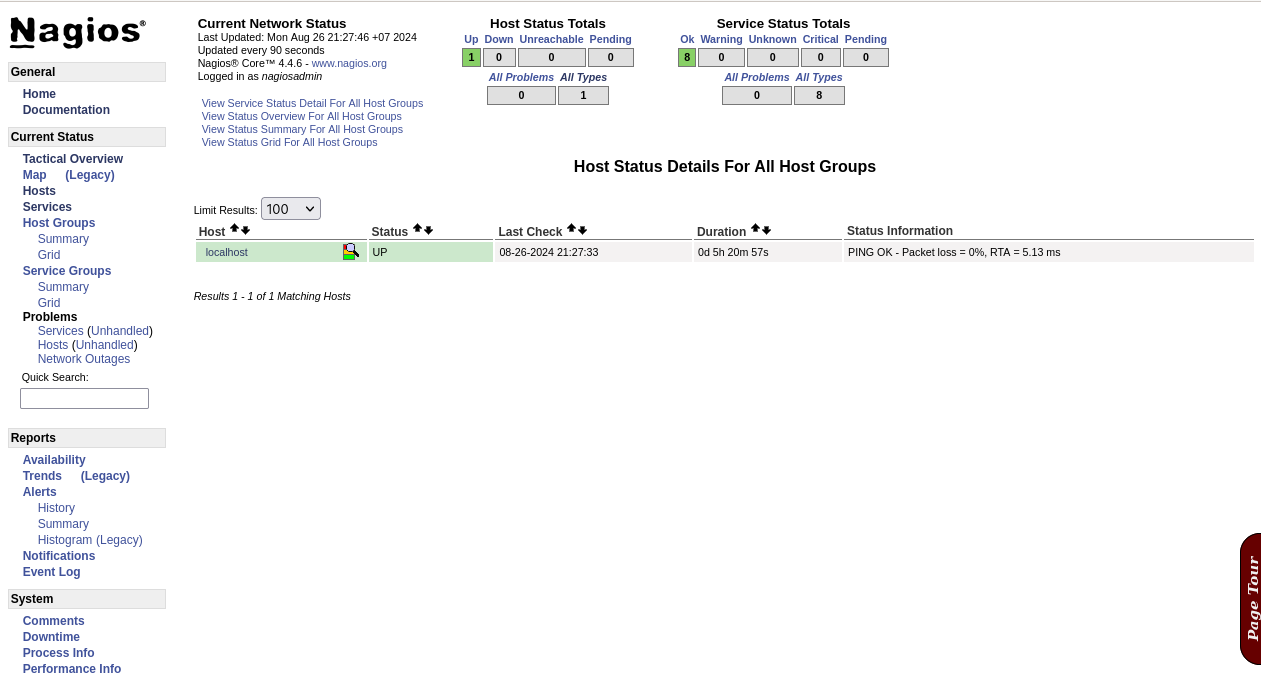 Nagios®
General
Home
Documentation
Current Status
Tactical Overview
Map (Legacy)
Hosts
Services
Host Groups
Summary
Grid
Service Groups
Summary
Grid
Problems
Services (Unhandled)
Hosts (Unhandled)
Network Outages
Quick Search:
Reports
Availability
Trends (Legacy)
Alerts
History
Summary
Histogram (Legacy)
Notifications
Event Log
System
Comments
Downtime
Process Info
Performance Info
Current Network Status
Last Updated: Mon Aug 26 21:27:46 +07 2024
Updated every 90 seconds
Nagios® Core™ 4.4.6 - www.nagios.org
Logged in as nagiosadmin
View Service Status Detail For All Host Groups
View Status Overview For All Host Groups
View Status Summary For All Host Groups
View Status Grid For All Host Groups
Host Status Totals
Up Down Unreachable Pending
1 0 0 0
All Problems All Types
0 1
Service Status Totals
Ok Warning Unknown Critical Pending
8 0 0 0 0
All Problems All Types
0 8
Host Status Details For All Host Groups
Limit Results: 100
Host Status Last Check Duration Status Information
localhost UP 08-26-2024 21:27:33 0d 5h 20m 57s PING OK - Packet loss = 0%, RTA = 5.13 ms
Results 1 - 1 of 1 Matching Hosts
Page Tour